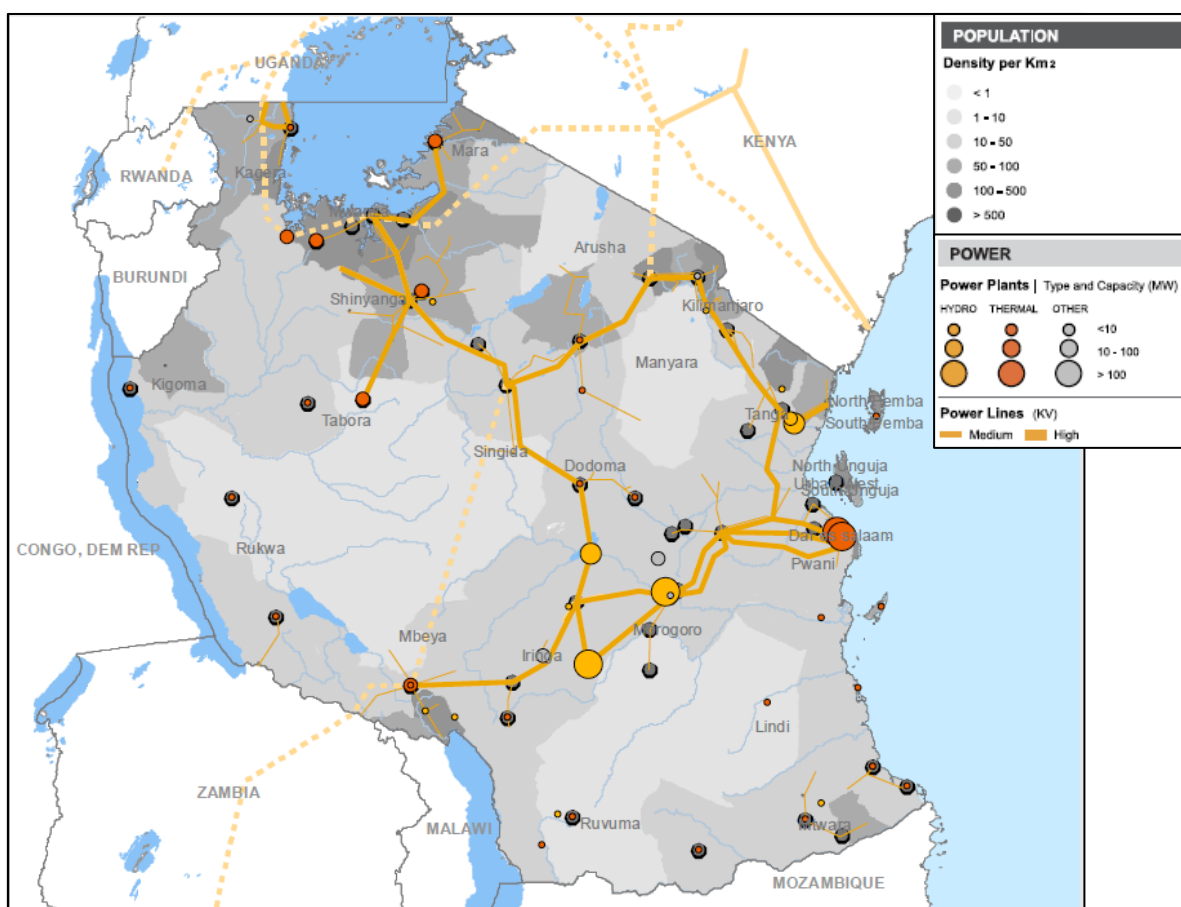 POPULATION
Density per Km2
< 1
1 - 10
10 - 50
50 - 100
100 - 500
> 500
POWER
Power Plants | Type and Capacity (MW)
HYDRO THERMAL OTHER
<10
10 - 100
> 100
Power Lines (KV)
Medium High
UGANDA
KENYA
RWANDA
BURUNDI
CONGO, DEM REP
ZAMBIA
MALAWI
MOZAMBIQUE
Kagera
Mara
Mwanza
Arusha
Shinyanga
Kilimanjaro
Kigoma
Manyara
Tabora
Tanga
North Pemba
South Pemba
Singida
Dodoma
North Unguja
Urban West
South Unguja
Rukwa
Dar es salaam
Pwani
Mbeya
Iringa
Morogoro
Lindi
Ruvuma
Mtwara